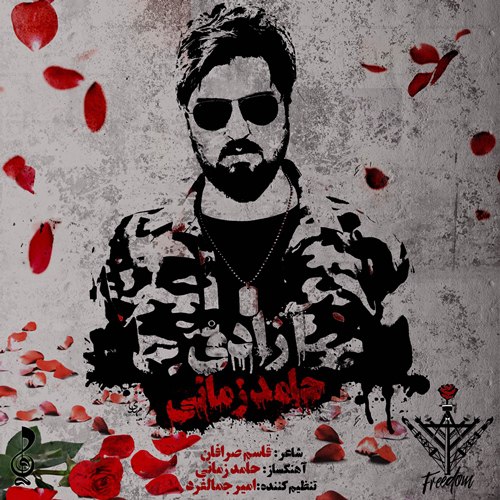 آزادی
حامد زمانی
شاعر: قاسم صرافان
آهنگساز: حامد زمانی
تنظیم کننده: امیر جمالفرد
Freedom